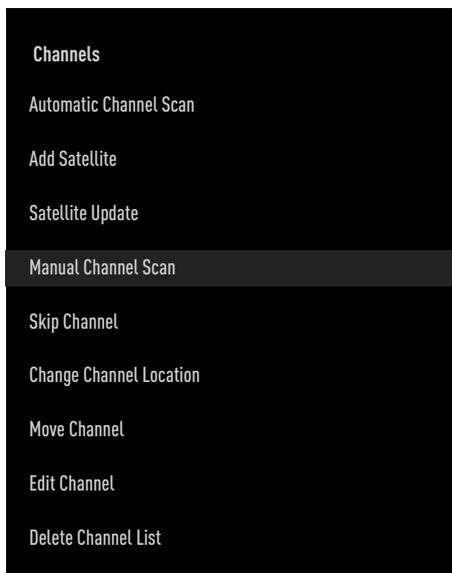 Channels
Automatic Channel Scan
Add Satellite
Satellite Update
Manual Channel Scan
Skip Channel
Change Channel Location
Move Channel
Edit Channel
Delete Channel List